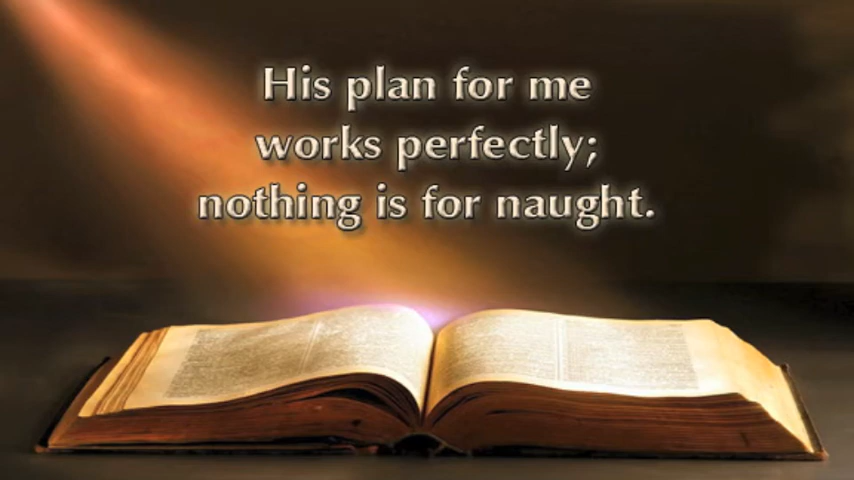 His plan for me
works perfectly;
nothing is for naught.